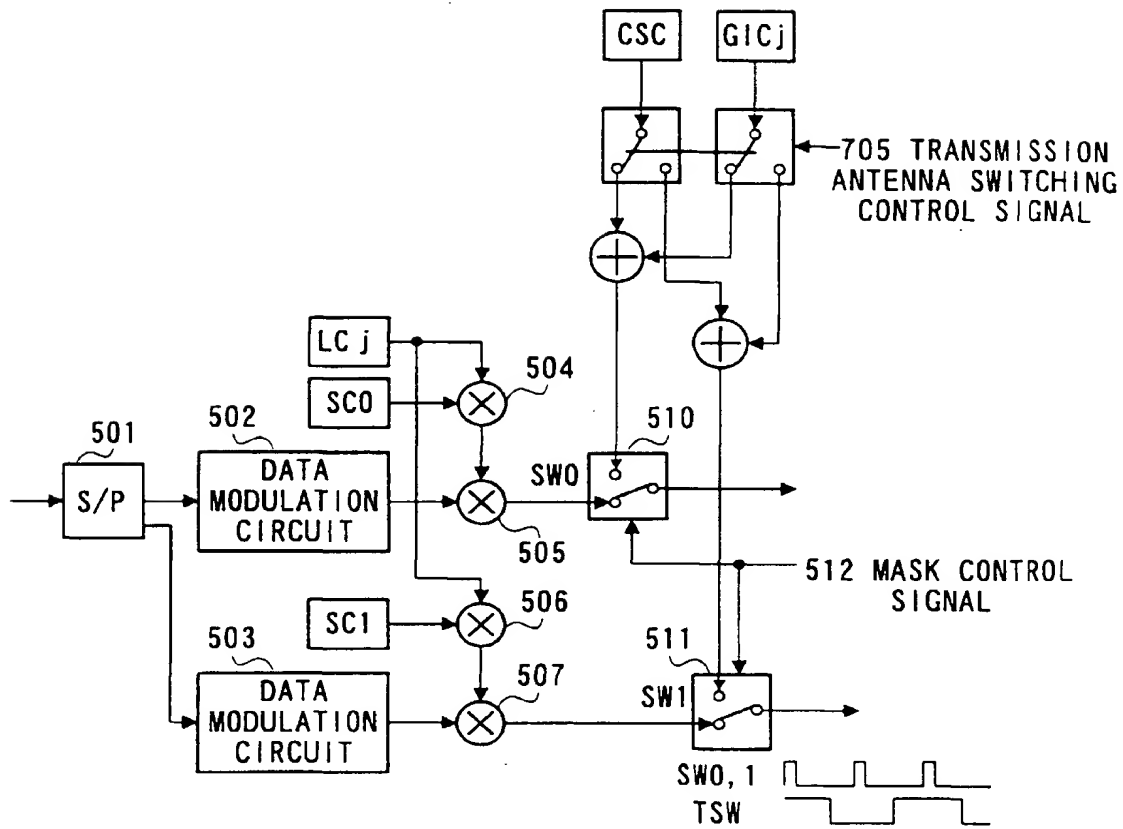 CSC
GICj
705 TRANSMISSION
ANTENNA SWITCHING
CONTROL SIGNAL
LCj
504
SC0
501
502
510
S/P
DATA
MODULATION
CIRCUIT
SW0
505
512 MASK CONTROL
SIGNAL
506
SC1
503
511
507
DATA
MODULATION
CIRCUIT
SW1
SW0,1
TSW